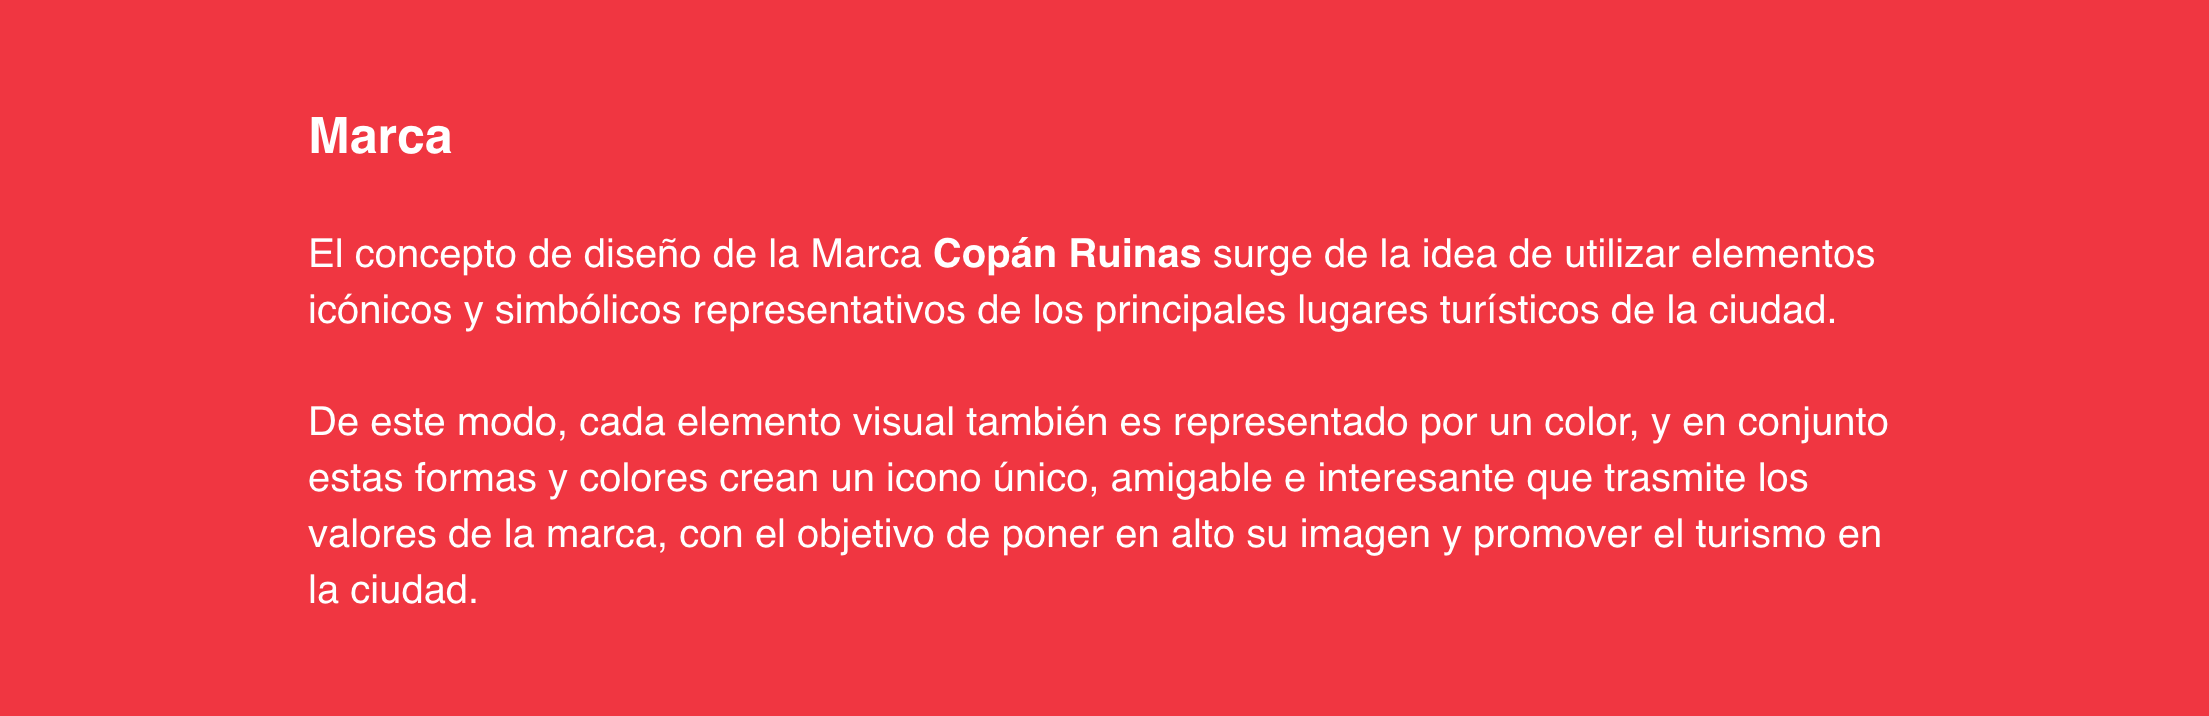 Marca
El concepto de diseño de la Marca Copán Ruinas surge de la idea de utilizar elementos
icónicos y simbólicos representativos de los principales lugares turísticos de la ciudad.
De este modo, cada elemento visual también es representado por un color, y en conjunto
estas formas y colores crean un icono único, amigable e interesante que trasmite los
valores de la marca, con el objetivo de poner en alto su imagen y promover el turismo en
la ciudad.